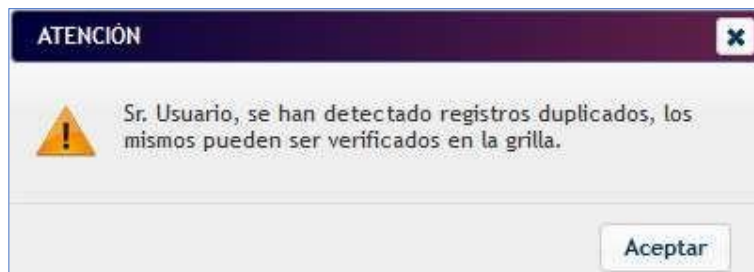 ATENCIÓN
Sr. Usuario, se han detectado registros duplicados, los
mismos pueden ser verificados en la grilla.
Aceptar